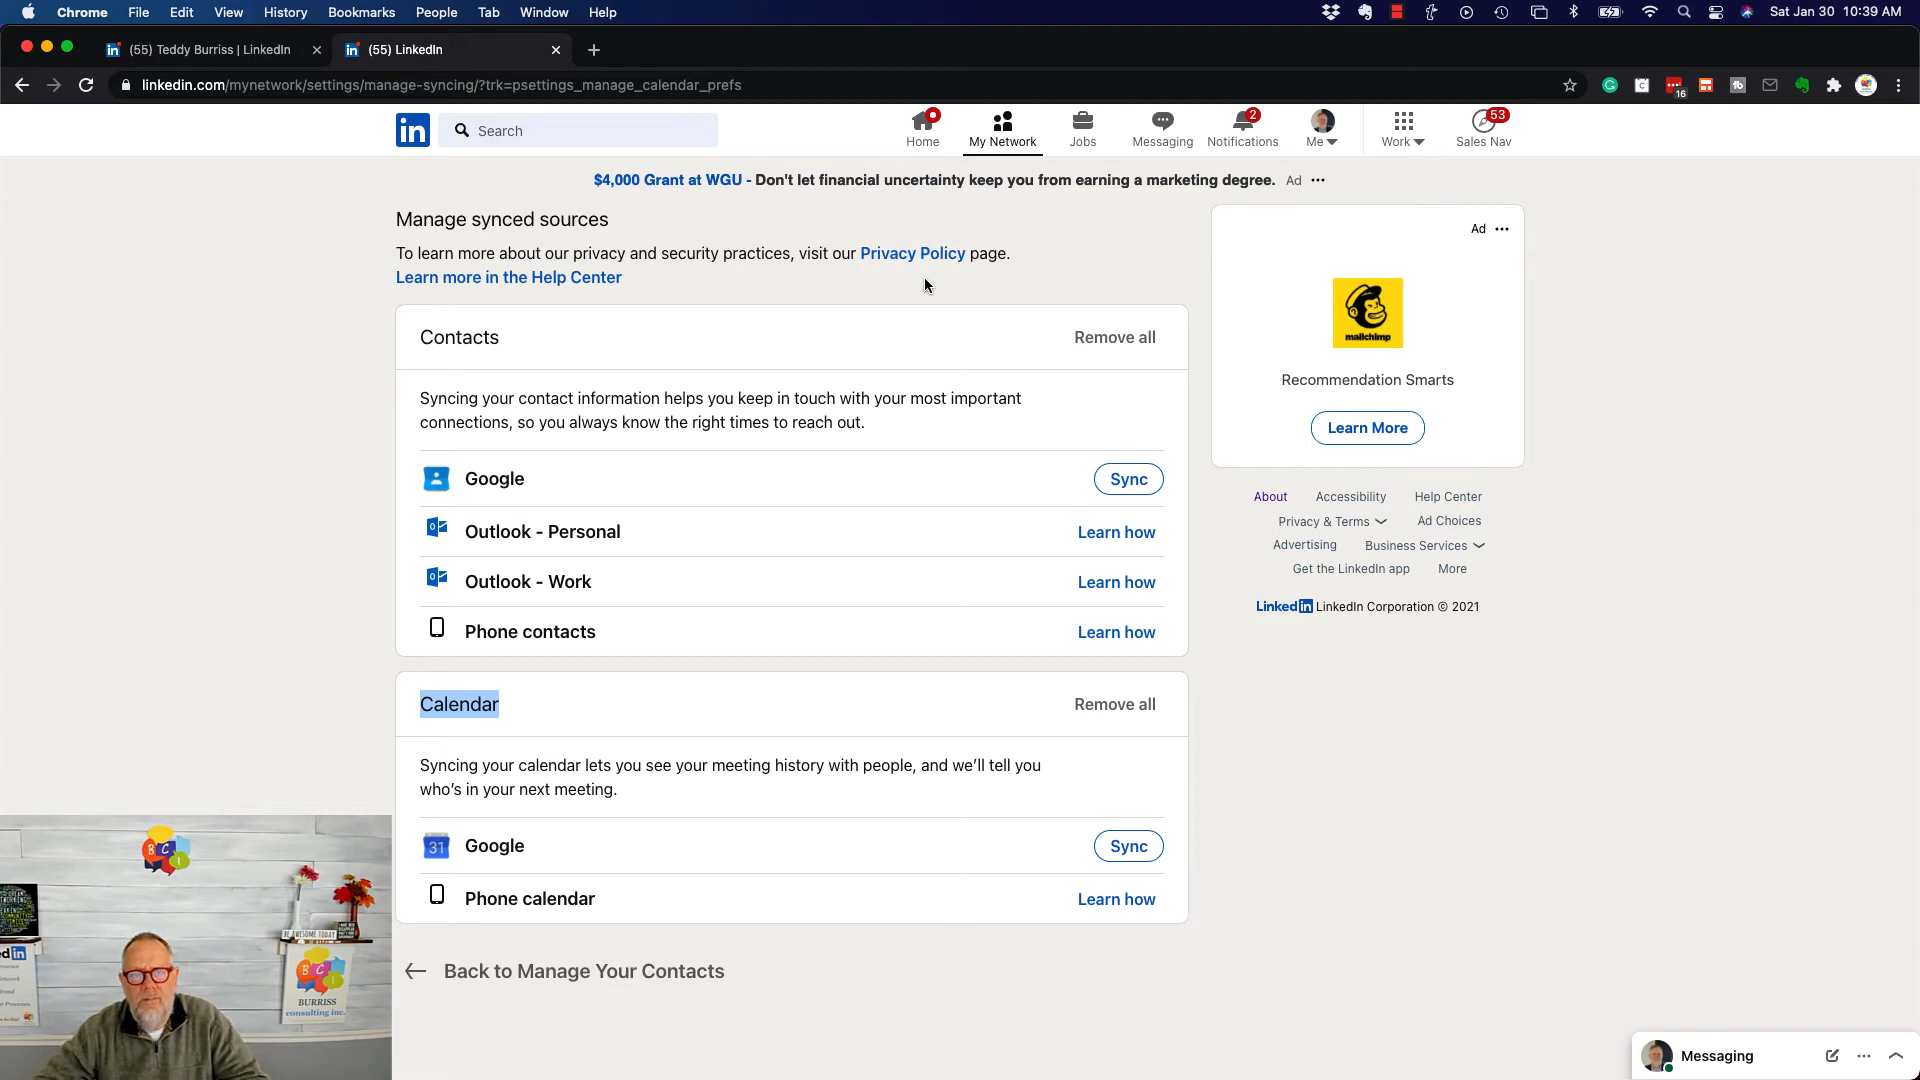 Chrome File Edit View History Bookmarks People Tab Window Help
Sat Jan 30 10:39 AM
(55) Teddy Burriss | LinkedIn
(55) LinkedIn
linkedin.com/mynetwork/settings/manage-syncing/?trk=psettings_manage_calendar_prefs
16
in
Search
Home
My Network
Jobs
Messaging
2
Notifications
Me
Work
53
Sales Nav
$4,000 Grant at WGU - Don't let financial uncertainty keep you from earning a marketing degree. Ad
Manage synced sources
To learn more about our privacy and security practices, visit our Privacy Policy page.
Learn more in the Help Center
Contacts
Remove all
Syncing your contact information helps you keep in touch with your most important
connections, so you always know the right times to reach out.
Google
Sync
Outlook - Personal
Learn how
Outlook - Work
Learn how
Phone contacts
Learn how
Calendar
Remove all
Syncing your calendar lets you see your meeting history with people, and we'll tell you
who's in your next meeting.
31
Google
Sync
Phone calendar
Learn how
Back to Manage Your Contacts
Ad
mailchimp
Recommendation Smarts
Learn More
About Accessibility Help Center
Privacy & Terms Ad Choices
Advertising Business Services
Get the LinkedIn app More
LinkedIn LinkedIn Corporation © 2021
Messaging
B C I
BE AWESOME TODAY
B C I
BURRISS
consulting inc.